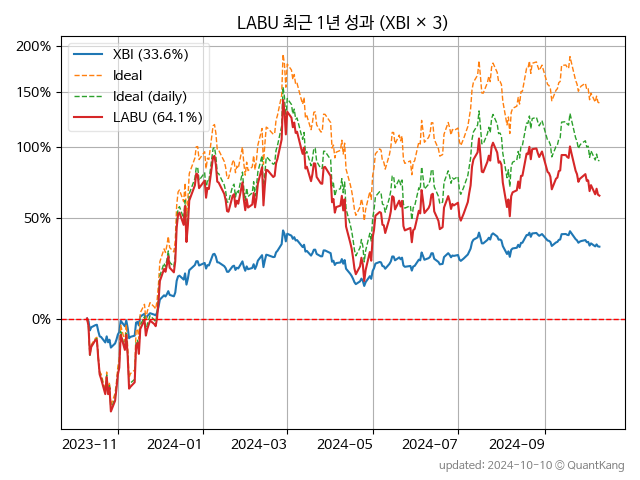 LABU 최근 1년 성과 (XBI × 3)
200%
150%
100%
50%
0%
XBI (33.6%)
Ideal
Ideal (daily)
LABU (64.1%)
2023-11
2024-01
2024-03
2024-05
2024-07
2024-09
updated: 2024-10-10 © QuantKang